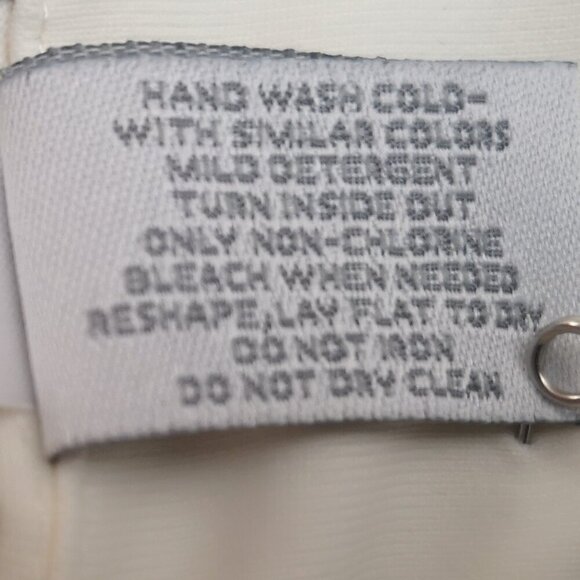 HAND WASH COLD-
WITH SIMILAR COLORS
MILD DETERGENT
TURN INSIDE OUT
ONLY NON-CHLORINE
BLEACH WHEN NEEDED
RESHAPE, LAY FLAT TO DRY
DO NOT IRON
DO NOT DRY CLEAN